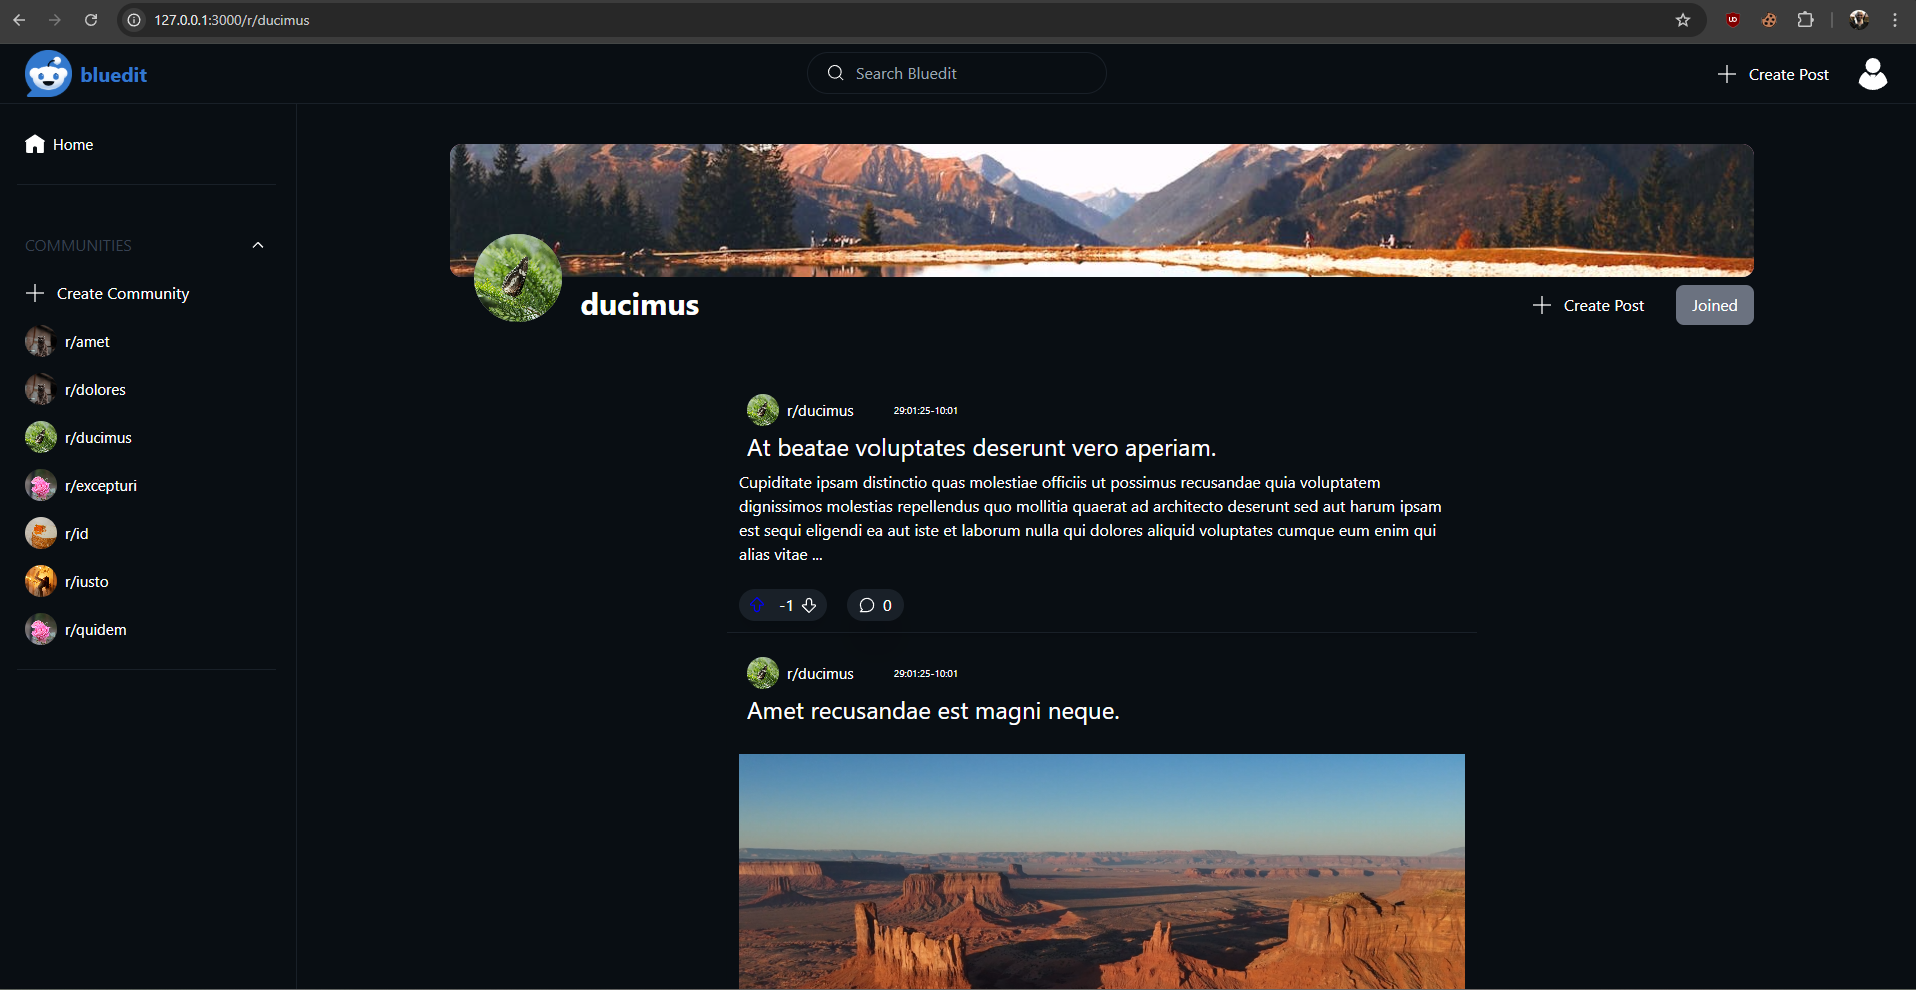 127.0.0.1:3000/r/ducimus
bluedit
Search Bluedit
Create Post
Home
COMMUNITIES
Create Community
r/amet
r/dolores
r/ducimus
r/excepturi
r/id
r/iusto
r/quidem
ducimus
Create Post
Joined
r/ducimus 29:01:25-10:01
At beatae voluptates deserunt vero aperiam.
Cupiditate ipsam distinctio quas molestiae officiis ut possimus recusandae quia voluptatem
dignissimos molestias repellendus quo mollitia quaerat ad architecto deserunt sed aut harum ipsam
est sequi eligendi ea aut iste et laborum nulla qui dolores aliquid voluptates cumque eum enim qui
alias vitae ...
-1 0
r/ducimus 29:01:25-10:01
Amet recusandae est magni neque.